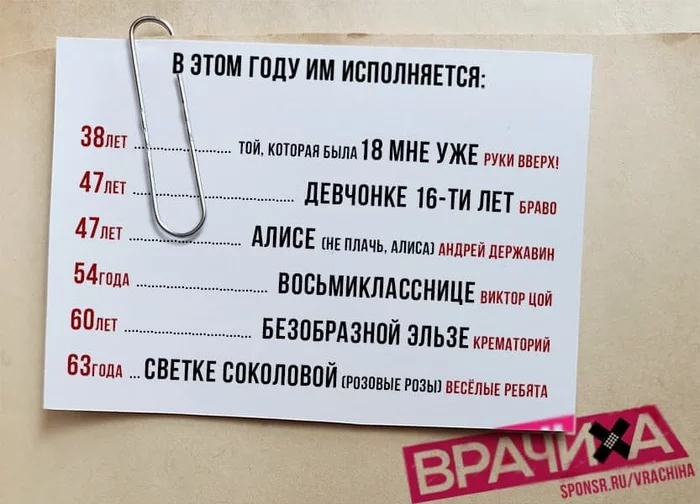 В ЭТОМ ГОДУ ИМ ИСПОЛНЯЕТСЯ:
38ЛЕТ ................ ТОЙ, КОТОРАЯ БЫЛА 18 МНЕ УЖЕ РУКИ ВВЕРХ!
47ЛЕТ ................ ДЕВЧОНКЕ 16-ТИ ЛЕТ БРАВО
47ЛЕТ ................ АЛИСЕ (НЕ ПЛАЧЬ, АЛИСА) АНДРЕЙ ДЕРЖАВИН
54ГОДА ................ ВОСЬМИКЛАССНИЦЕ ВИКТОР ЦОЙ
60ЛЕТ ................ БЕЗОБРАЗНОЙ ЭЛЬЗЕ КРЕМАТОРИЙ
63ГОДА ... СВЕТКЕ СОКОЛОВОЙ (РОЗОВЫЕ РОЗЫ) ВЕСЁЛЫЕ РЕБЯТА
ВРАЧИХА
SPONSR.RU/VRACHIHA